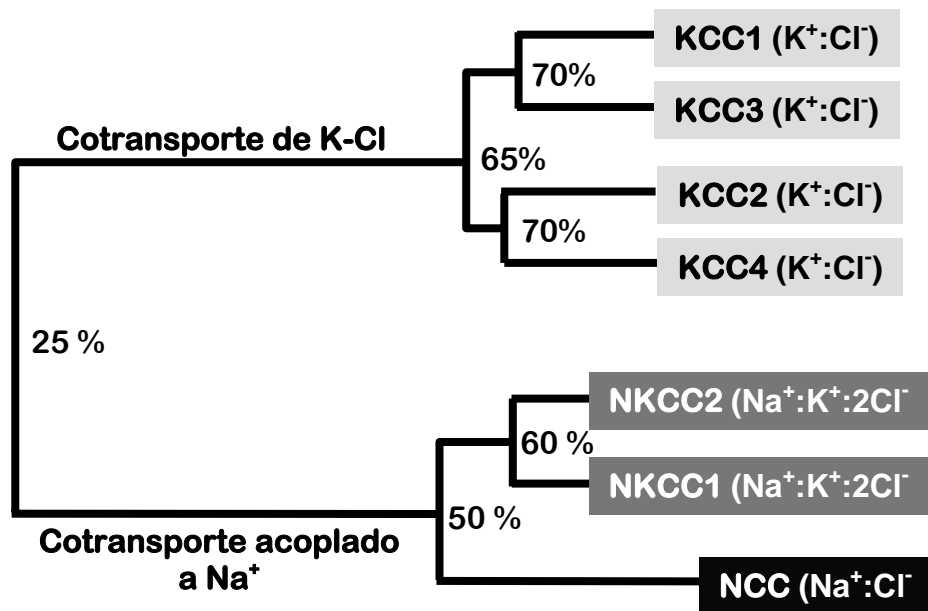 KCC1 (K⁺:Cl⁻)
70%
KCC3 (K⁺:Cl⁻)
Cotransporte de K-Cl
65%
KCC2 (K⁺:Cl⁻)
70%
KCC4 (K⁺:Cl⁻)
25 %
NKCC2 (Na⁺:K⁺:2Cl⁻
60 %
NKCC1 (Na⁺:K⁺:2Cl⁻
50 %
Cotransporte acoplado
a Na⁺
NCC (Na⁺:Cl⁻